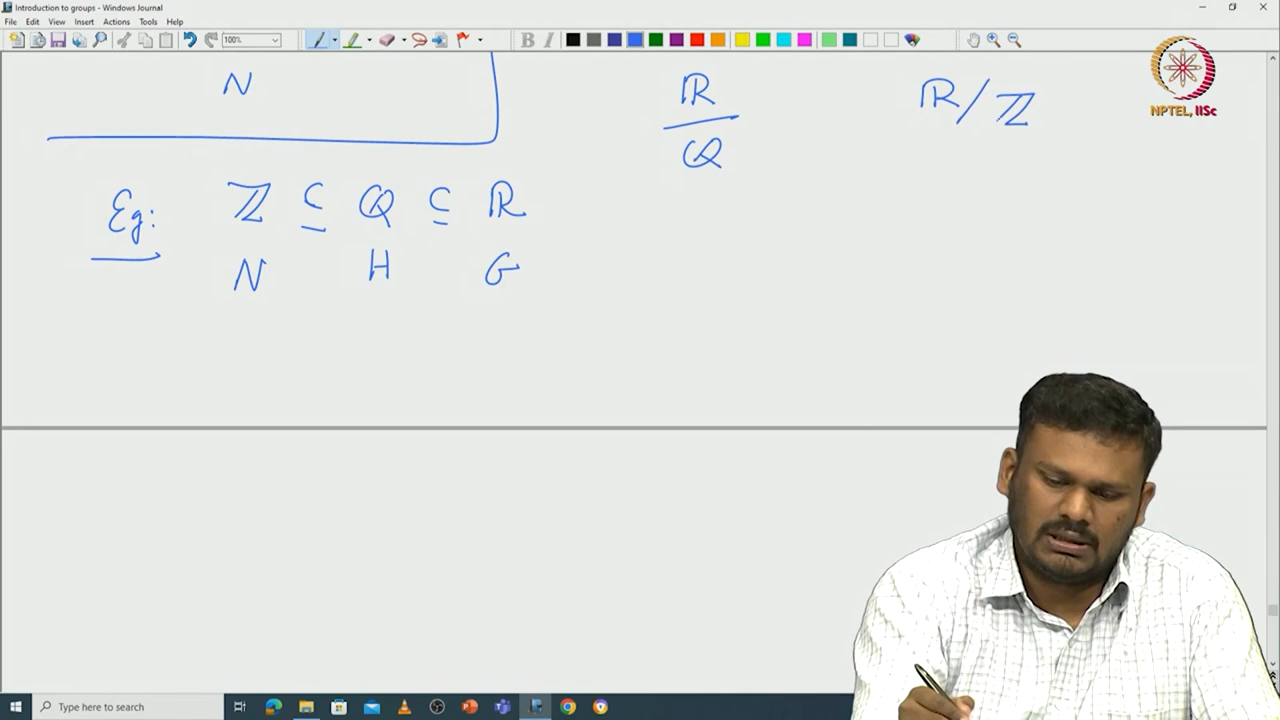 Introduction to groups - Windows Journal
File Edit View Insert Actions Tools Help
100%
B I
N
ℝ
ℚ
ℝ/ℤ
NPTEL, IISc
Eg: ℤ ⊆ ℚ ⊆ ℝ
N H G
Type here to search